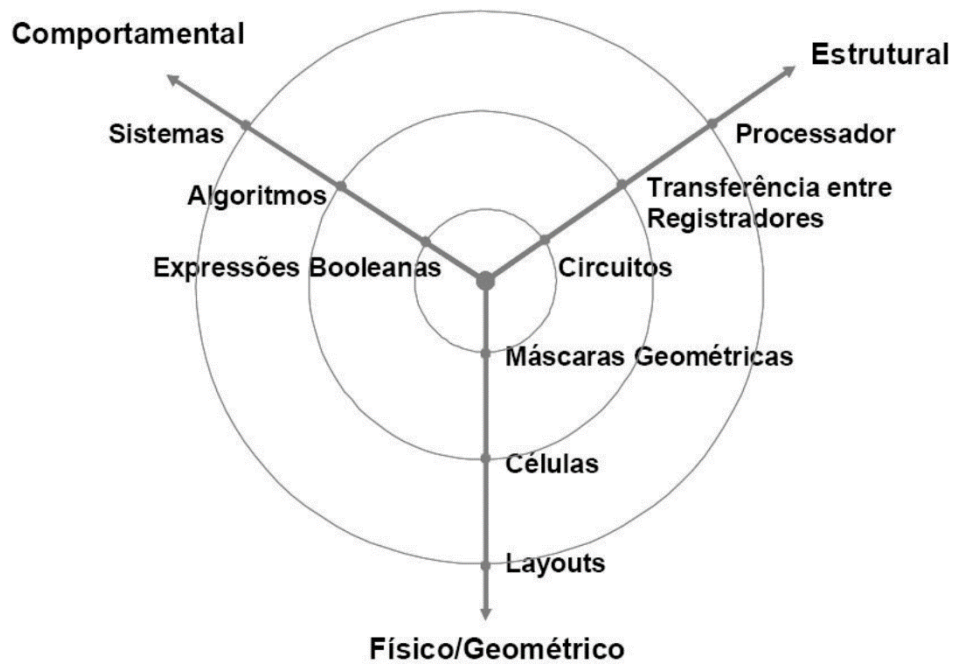 Comportamental
Estrutural
Sistemas
Processador
Algoritmos
Transferência entre
Registradores
Expressões Booleanas
Circuitos
Máscaras Geométricas
Células
Layouts
Físico/Geométrico